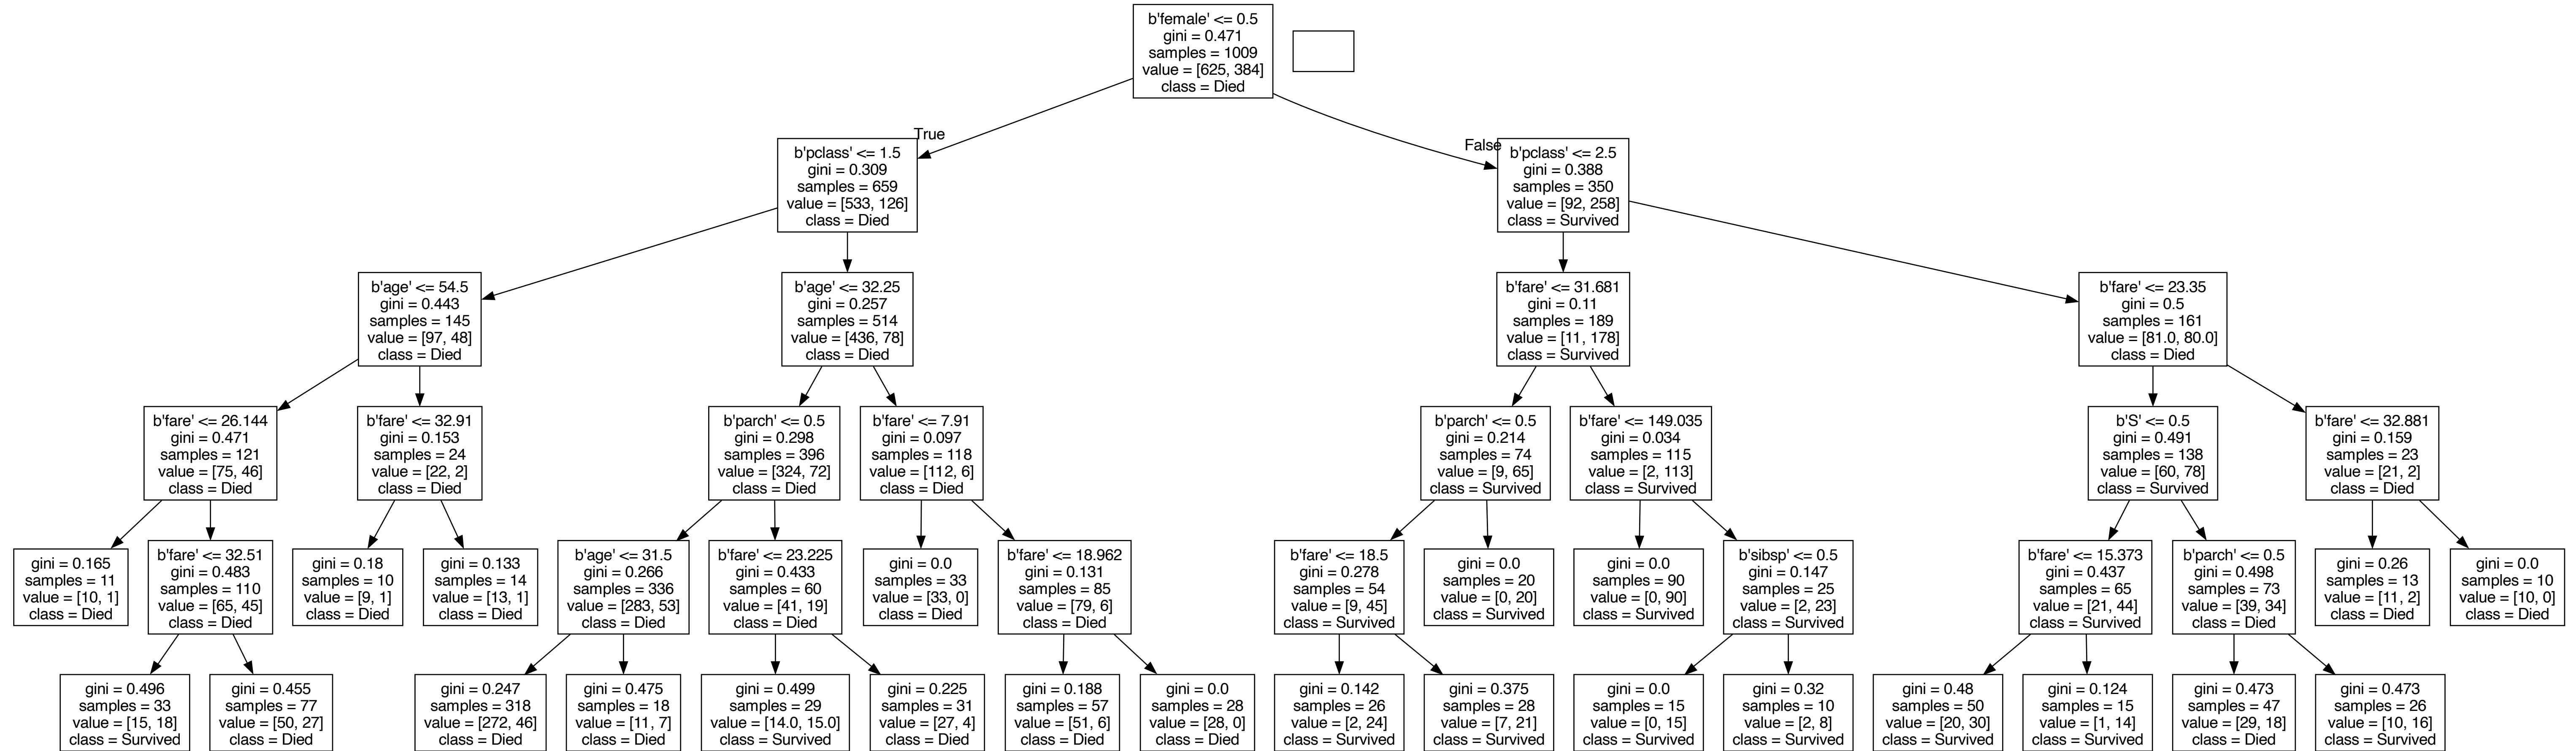 b'female' <= 0.5
gini = 0.471
samples = 1009
value = [625, 384]
class = Died
True
False
b'pclass' <= 1.5
gini = 0.309
samples = 659
value = [533, 126]
class = Died
b'pclass' <= 2.5
gini = 0.388
samples = 350
value = [92, 258]
class = Survived
b'age' <= 54.5
gini = 0.443
samples = 145
value = [97, 48]
class = Died
b'age' <= 32.25
gini = 0.257
samples = 514
value = [436, 78]
class = Died
b'fare' <= 31.681
gini = 0.11
samples = 189
value = [11, 178]
class = Survived
b'fare' <= 23.35
gini = 0.5
samples = 161
value = [81.0, 80.0]
class = Died
b'fare' <= 26.144
gini = 0.471
samples = 121
value = [75, 46]
class = Died
b'fare' <= 32.91
gini = 0.153
samples = 24
value = [22, 2]
class = Died
b'parch' <= 0.5
gini = 0.298
samples = 396
value = [324, 72]
class = Died
b'fare' <= 7.91
gini = 0.097
samples = 118
value = [112, 6]
class = Died
b'parch' <= 0.5
gini = 0.214
samples = 74
value = [9, 65]
class = Survived
b'fare' <= 149.035
gini = 0.034
samples = 115
value = [2, 113]
class = Survived
b'S' <= 0.5
gini = 0.491
samples = 138
value = [60, 78]
class = Survived
b'fare' <= 32.881
gini = 0.159
samples = 23
value = [21, 2]
class = Died
gini = 0.165
samples = 11
value = [10, 1]
class = Died
b'fare' <= 32.51
gini = 0.483
samples = 110
value = [65, 45]
class = Died
gini = 0.18
samples = 10
value = [9, 1]
class = Died
gini = 0.133
samples = 14
value = [13, 1]
class = Died
b'age' <= 31.5
gini = 0.266
samples = 336
value = [283, 53]
class = Died
b'fare' <= 23.225
gini = 0.433
samples = 60
value = [41, 19]
class = Died
gini = 0.0
samples = 33
value = [33, 0]
class = Died
b'fare' <= 18.962
gini = 0.131
samples = 85
value = [79, 6]
class = Died
b'fare' <= 18.5
gini = 0.278
samples = 54
value = [9, 45]
class = Survived
gini = 0.0
samples = 20
value = [0, 20]
class = Survived
gini = 0.0
samples = 90
value = [0, 90]
class = Survived
b'sibsp' <= 0.5
gini = 0.147
samples = 25
value = [2, 23]
class = Survived
b'fare' <= 15.373
gini = 0.437
samples = 65
value = [21, 44]
class = Survived
b'parch' <= 0.5
gini = 0.498
samples = 73
value = [39, 34]
class = Died
gini = 0.26
samples = 13
value = [11, 2]
class = Died
gini = 0.0
samples = 10
value = [10, 0]
class = Died
gini = 0.496
samples = 33
value = [15, 18]
class = Survived
gini = 0.455
samples = 77
value = [50, 27]
class = Died
gini = 0.247
samples = 318
value = [272, 46]
class = Died
gini = 0.475
samples = 18
value = [11, 7]
class = Died
gini = 0.499
samples = 29
value = [14.0, 15.0]
class = Survived
gini = 0.225
samples = 31
value = [27, 4]
class = Died
gini = 0.188
samples = 57
value = [51, 6]
class = Died
gini = 0.0
samples = 28
value = [28, 0]
class = Died
gini = 0.142
samples = 26
value = [2, 24]
class = Survived
gini = 0.375
samples = 28
value = [7, 21]
class = Survived
gini = 0.0
samples = 15
value = [0, 15]
class = Survived
gini = 0.32
samples = 10
value = [2, 8]
class = Survived
gini = 0.48
samples = 50
value = [20, 30]
class = Survived
gini = 0.124
samples = 15
value = [1, 14]
class = Survived
gini = 0.473
samples = 47
value = [29, 18]
class = Died
gini = 0.473
samples = 26
value = [10, 16]
class = Survived